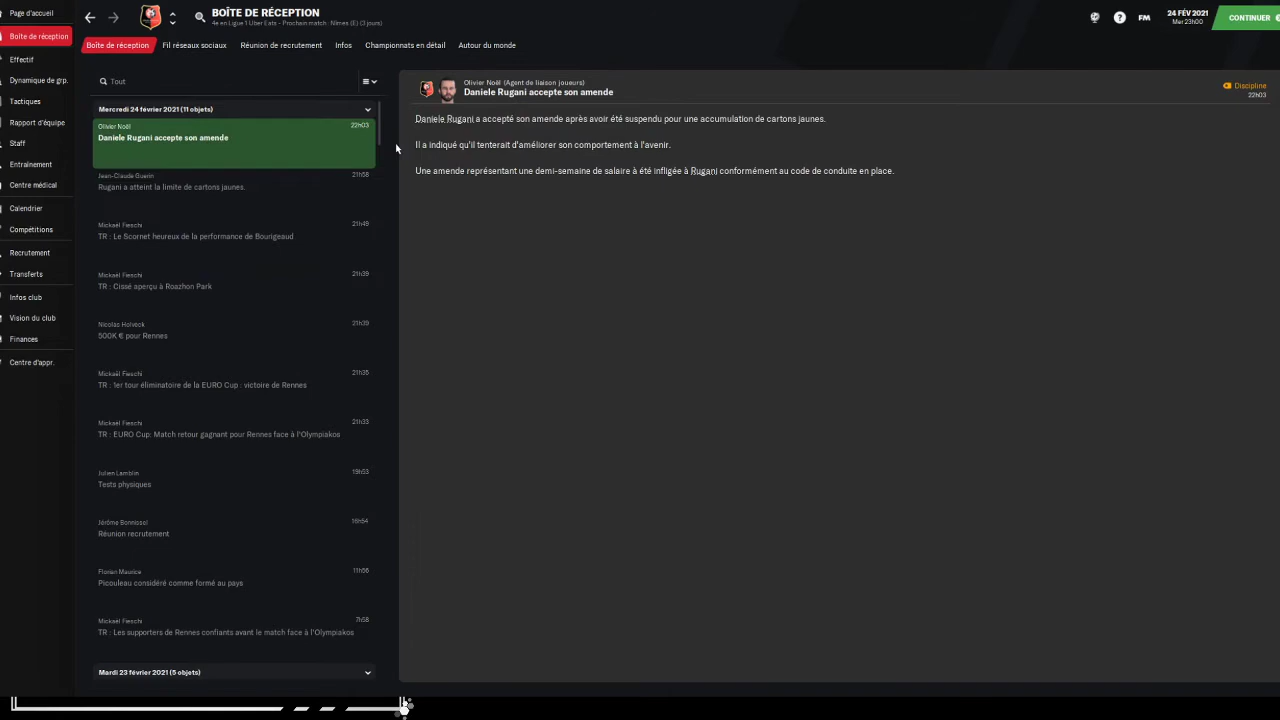 Page d'accueil
Boîte de réception
Effectif
Dynamique de grp.
Tactiques
Rapport d'équipe
Staff
Entraînement
Centre médical
Calendrier
Compétitions
Recrutement
Transferts
Infos club
Vision du club
Finances
Centre d'appr.
BOÎTE DE RÉCEPTION
4e en Ligue 1 Uber Eats - Prochain match : Nîmes (E) (3 jours)
FM
24 FÉV 2021
Mer 23h00
CONTINUER
Boîte de réception
Fil réseaux sociaux
Réunion de recrutement
Infos
Championnats en détail
Autour du monde
Tout
Mercredi 24 février 2021 (11 objets)
Olivier Noël 22h03
Daniele Rugani accepte son amende
Jean-Claude Guerin 21h58
Rugani a atteint la limite de cartons jaunes.
Mickaël Fieschi 21h49
TR : Le Scornet heureux de la performance de Bourigeaud
Mickaël Fieschi 21h39
TR : Cissé aperçu à Roazhon Park
Nicolas Holveck 21h39
500K € pour Rennes
Mickaël Fieschi 21h35
TR : 1er tour éliminatoire de la EURO Cup : victoire de Rennes
Mickaël Fieschi 21h33
TR : EURO Cup: Match retour gagnant pour Rennes face à l'Olympiakos
Julien Lamblin 19h53
Tests physiques
Jérôme Bonnissel 16h54
Réunion recrutement
Florian Maurice 11h56
Picouleau considéré comme formé au pays
Mickaël Fieschi 7h58
TR : Les supporters de Rennes confiants avant le match face à l'Olympiakos
Mardi 23 février 2021 (5 objets)
Olivier Noël (Agent de liaison joueurs)
Daniele Rugani accepte son amende
Discipline
22h03
Daniele Rugani a accepté son amende après avoir été suspendu pour une accumulation de cartons jaunes.
Il a indiqué qu'il tenterait d'améliorer son comportement à l'avenir.
Une amende représentant une demi-semaine de salaire à été infligée à Rugani conformément au code de conduite en place.